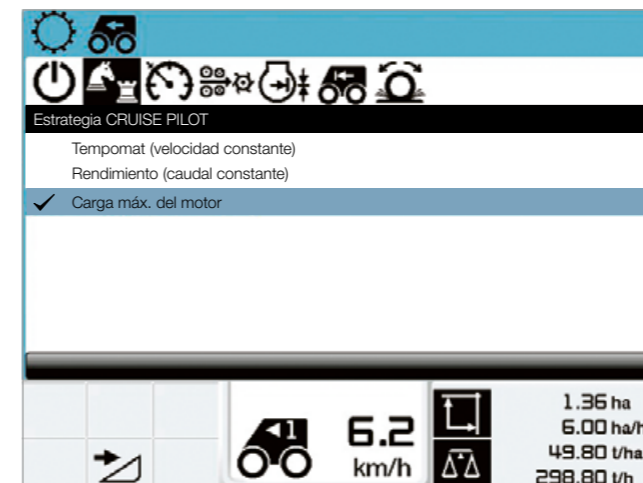 Estrategia CRUISE PILOT
Tempomat (velocidad constante)
Rendimiento (caudal constante)
Carga máx. del motor
1
6.2
km/h
1.36 ha
6.00 ha/h
49.80 t/ha
298.80 t/h